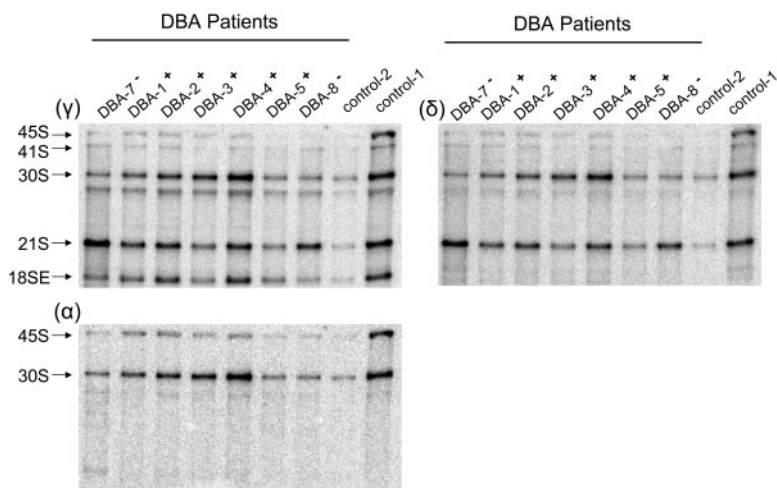 DBA Patients
DBA-7 -
DBA-1 +
DBA-2 +
DBA-3 +
DBA-4 +
DBA-5 +
DBA-8 -
control-2
control-1
(γ)
45S
41S
30S
21S
18SE
DBA Patients
DBA-7 -
DBA-1 +
DBA-2 +
DBA-3 +
DBA-4 +
DBA-5 +
DBA-8 -
control-2
control-1
(δ)
(α)
45S
30S